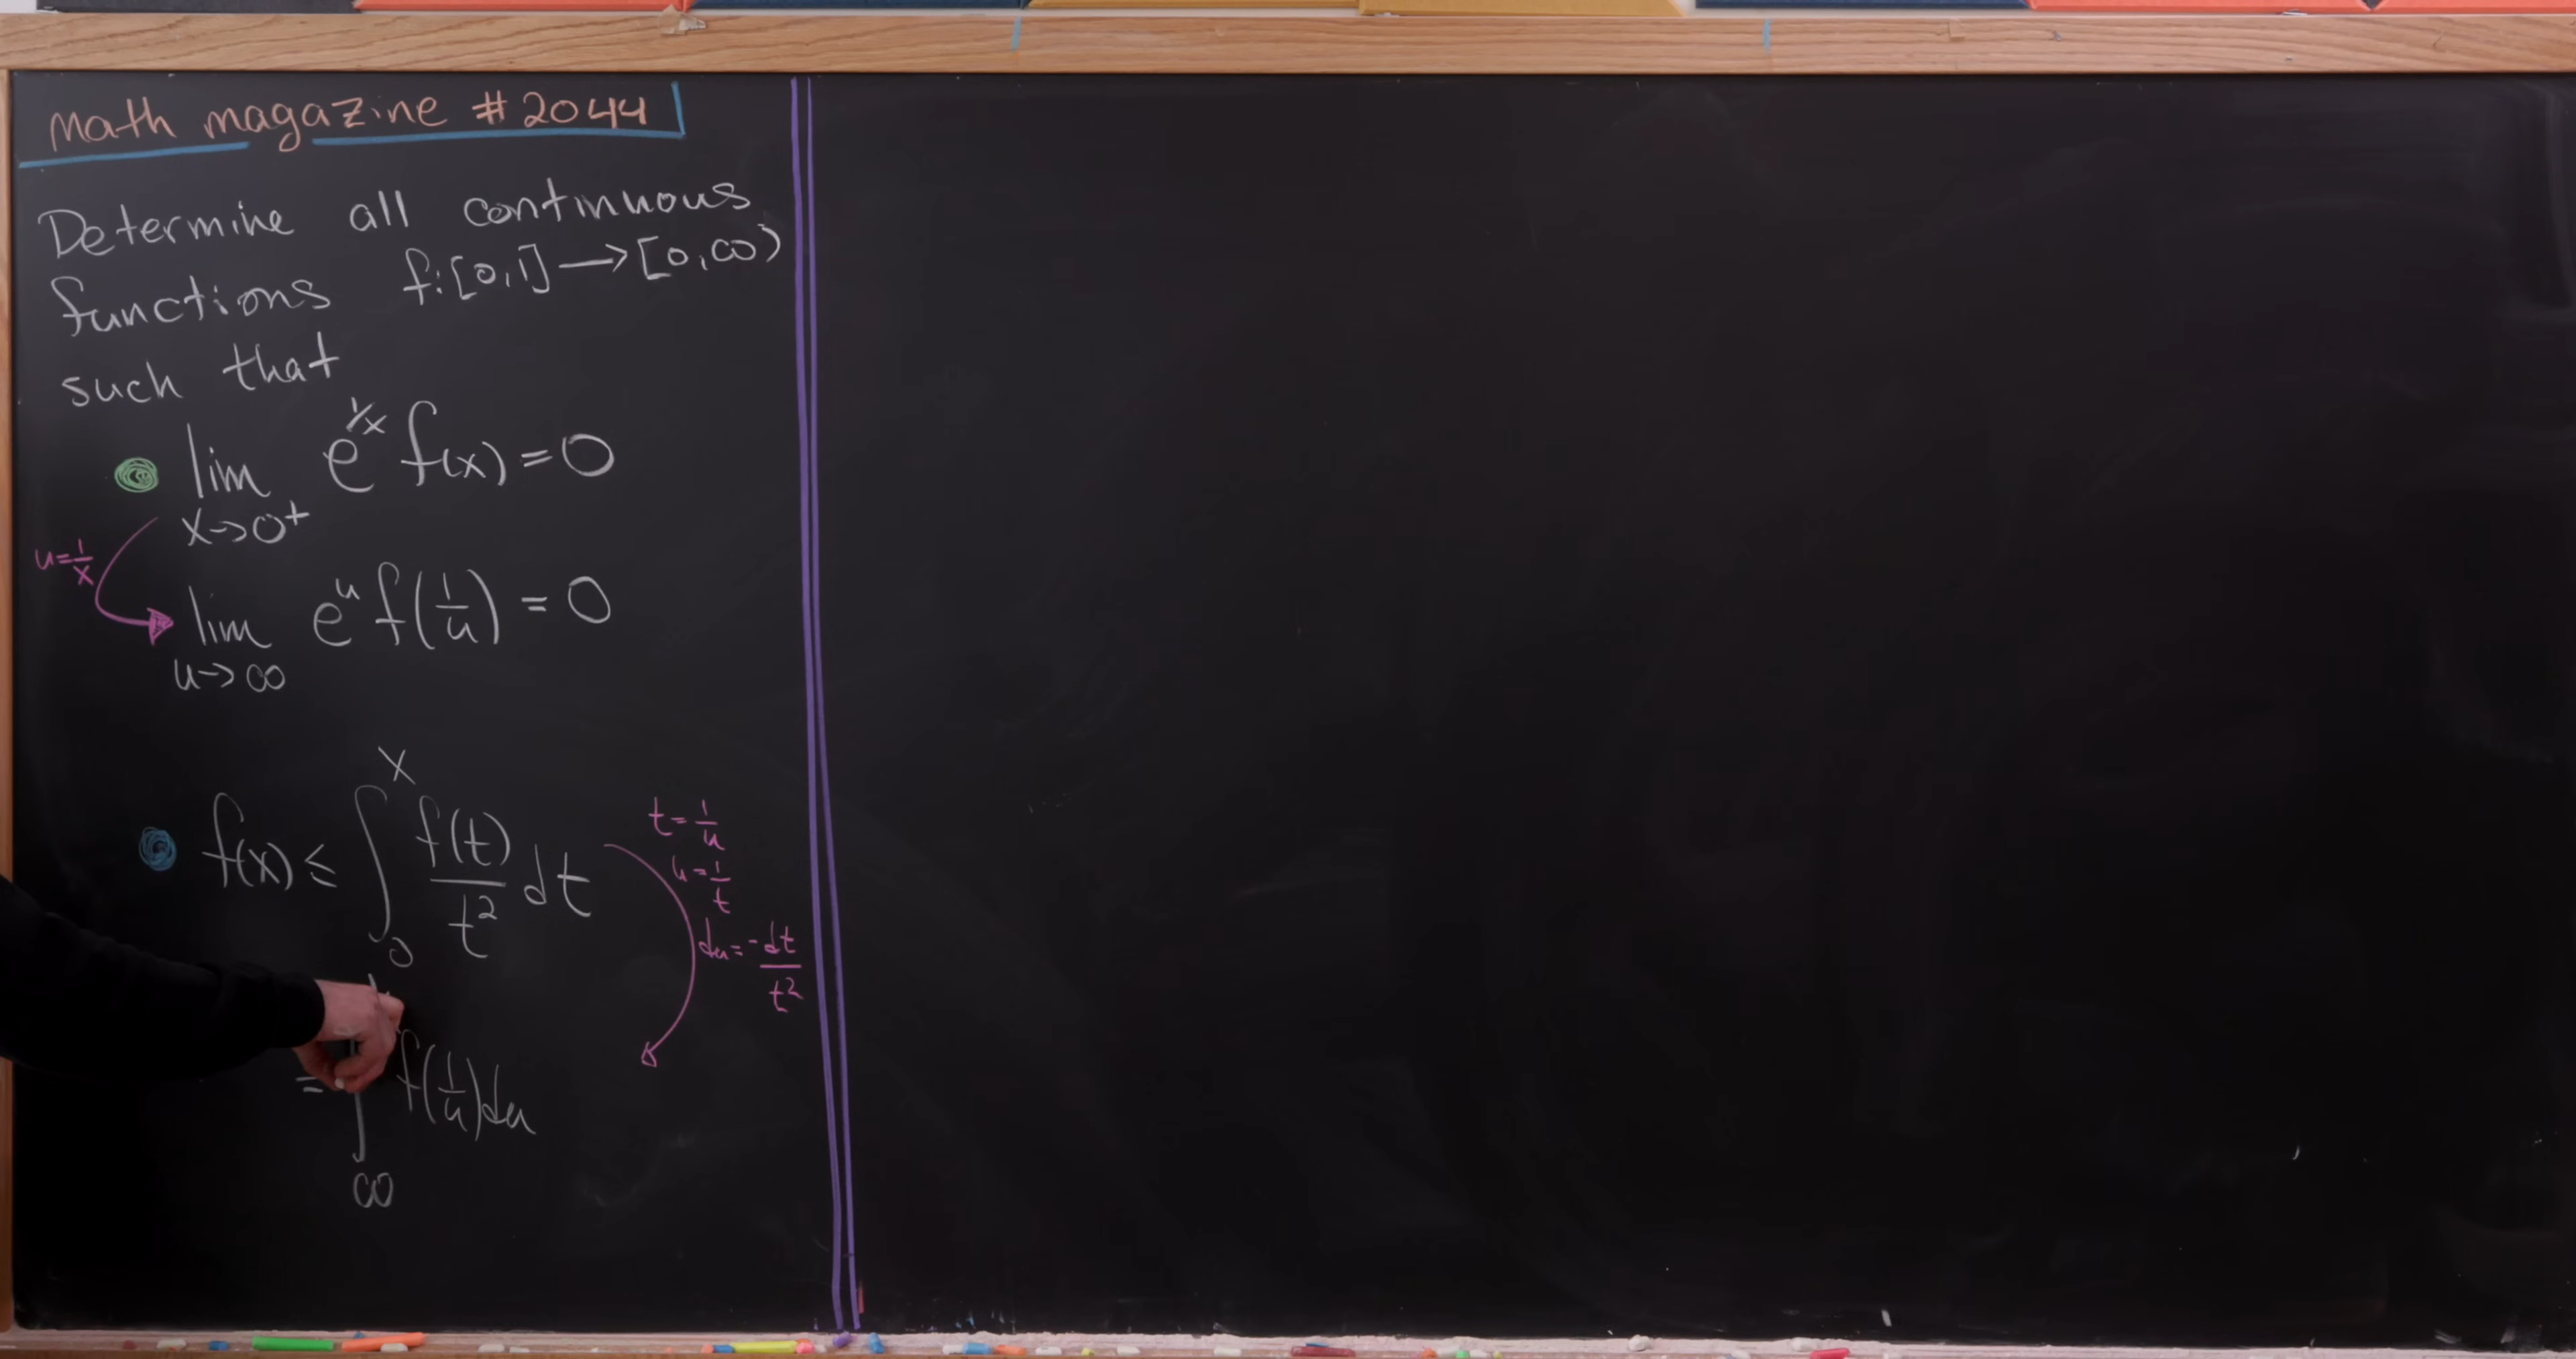 Math magazine # 2044
Determine all continuous
functions f:[0,1]⟶[0,∞)
such that
lim e^{1/x} f(x) = 0
x→0⁺
u = 1/x
lim e^u f(1/u) = 0
u→∞
f(x) ≤ ∫_0^x f(t)/t² dt
t = 1/u
u = 1/t
du = -dt/t²
= ∫_∞ f(1/u) du